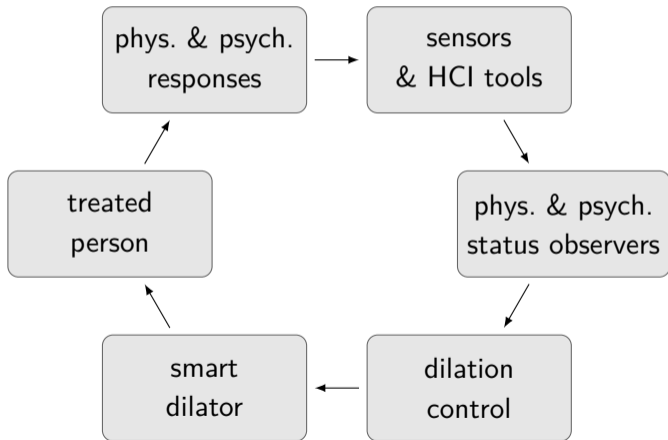 phys. & psych.
responses
sensors
& HCI tools
treated
person
phys. & psych.
status observers
smart
dilator
dilation
control